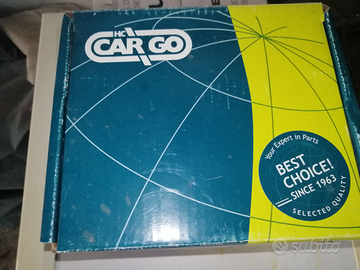 HC
CARGO
Your Expert in Parts
BEST
CHOICE!
SINCE 1963
SELECTED QUALITY
subito